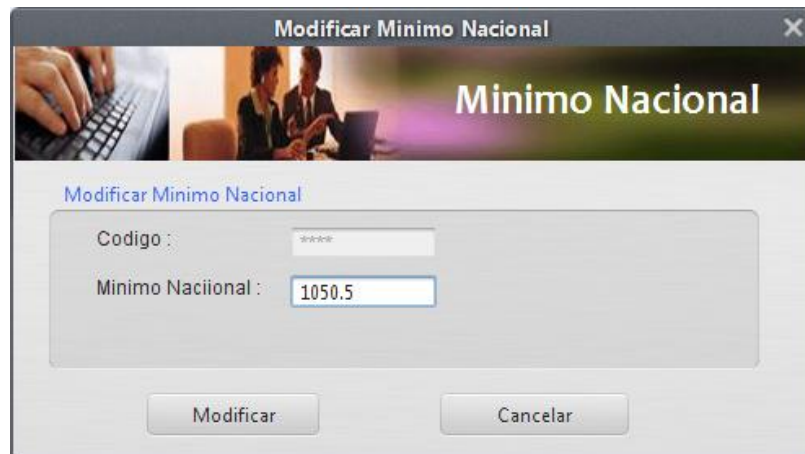 Modificar Minimo Nacional
Minimo Nacional
Modificar Minimo Nacional
Codigo : ****
Minimo Naciional : 1050.5
Modificar Cancelar